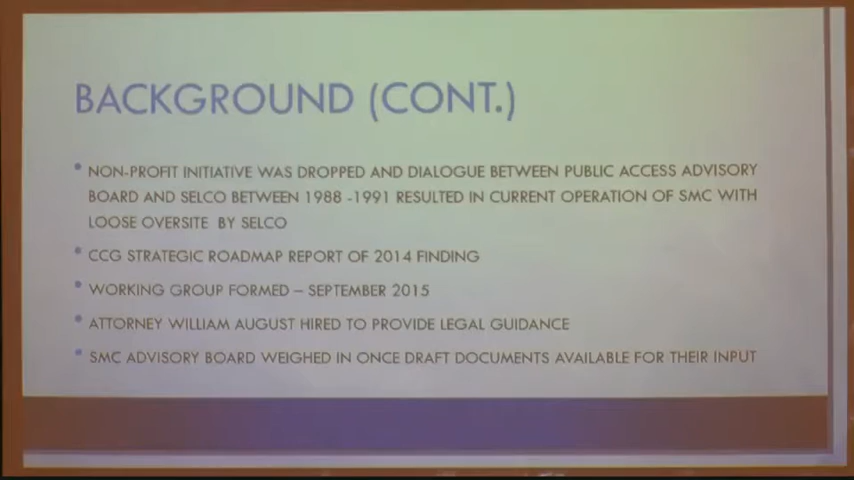 BACKGROUND (CONT.)
• NON-PROFIT INITIATIVE WAS DROPPED AND DIALOGUE BETWEEN PUBLIC ACCESS ADVISORY
BOARD AND SELCO BETWEEN 1988 -1991 RESULTED IN CURRENT OPERATION OF SMC WITH
LOOSE OVERSITE BY SELCO
• CCG STRATEGIC ROADMAP REPORT OF 2014 FINDING
• WORKING GROUP FORMED – SEPTEMBER 2015
• ATTORNEY WILLIAM AUGUST HIRED TO PROVIDE LEGAL GUIDANCE
• SMC ADVISORY BOARD WEIGHED IN ONCE DRAFT DOCUMENTS AVAILABLE FOR THEIR INPUT